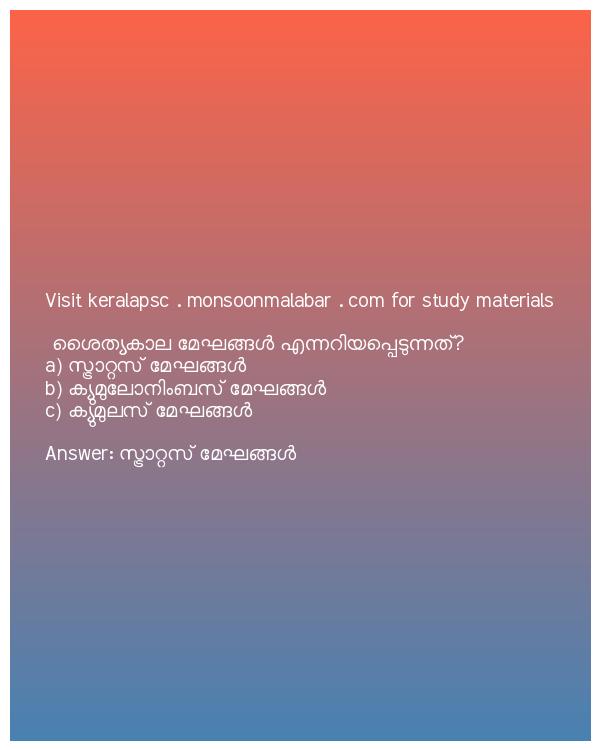 Visit keralapsc . monsoonmalabar . com for study materials
ശൈത്യകാല മേഘങ്ങൾ എന്നറിയപ്പെടുന്നത്?
a) സ്ട്രാറ്റസ് മേഘങ്ങൾ
b) ക്യുമുലോനിംബസ് മേഘങ്ങൾ
c) ക്യുമുലസ് മേഘങ്ങൾ
Answer: സ്ട്രാറ്റസ് മേഘങ്ങൾ